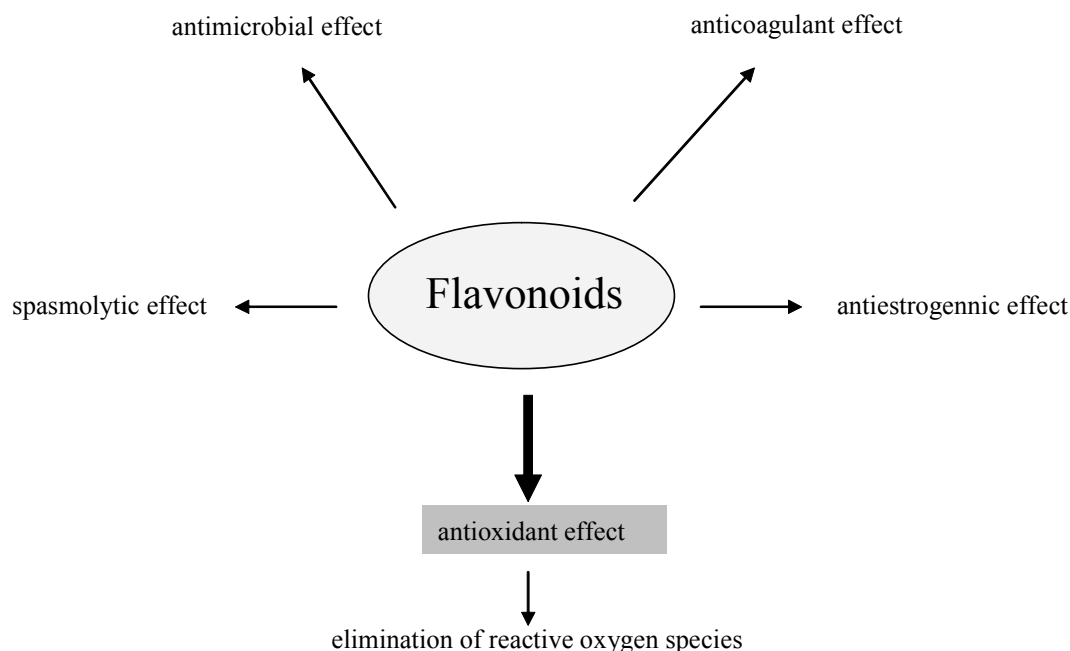 antimicrobial effect
anticoagulant effect
Flavonoids
spasmolytic effect
antiestrogennic effect
antioxidant effect
elimination of reactive oxygen species